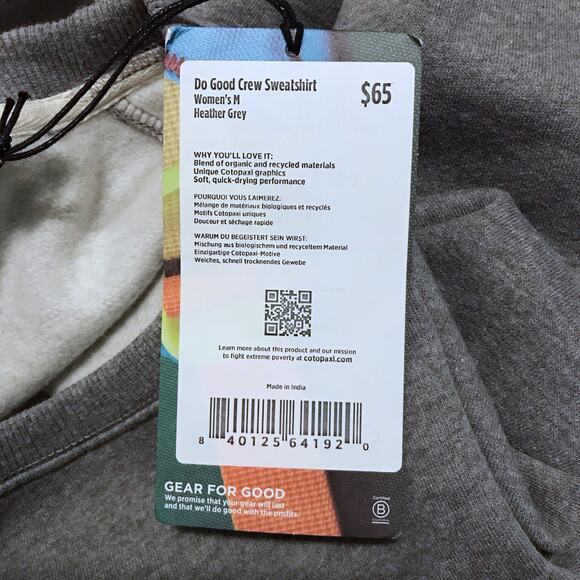 Do Good Crew Sweatshirt
$65
Women's M
Heather Grey
WHY YOU'LL LOVE IT:
Blend of organic and recycled materials
Unique Cotopaxi graphics
Soft, quick-drying performance
POURQUOI VOUS L'AIMEREZ:
Mélange de matériaux biologiques et recyclés
Motifs Cotopaxi uniques
Douceur et séchage rapide
WARUM DU BEGEISTERT SEIN WIRST:
Mischung aus biologischem und recyceltem Material
Einzigartige Cotopaxi-Motive
Weiches, schnell trocknendes Gewebe
Learn more about this product and our mission
to fight extreme poverty at cotopaxi.com
Made in India
8 40125 64192 0
GEAR FOR GOOD
We promise that your gear will last
and that we'll do good with the profits.
Certified
B